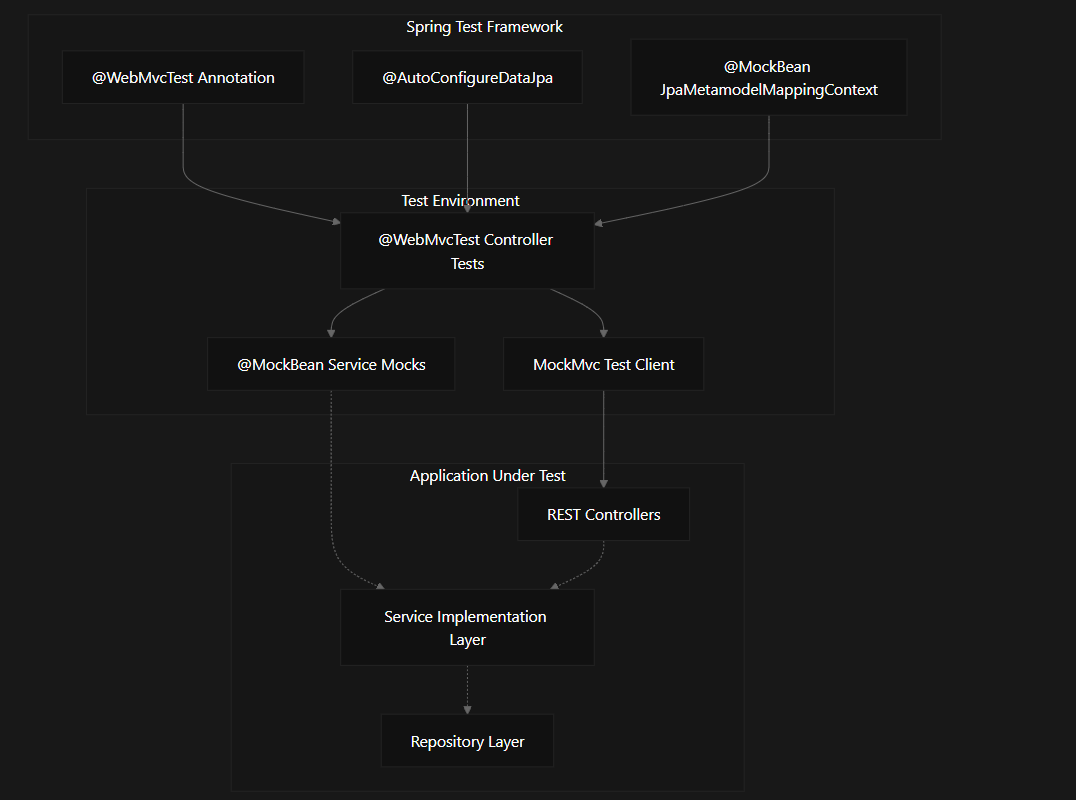 Spring Test Framework
@WebMvcTest Annotation
@AutoConfigureDataJpa
@MockBean
JpaMetamodelMappingContext
Test Environment
@WebMvcTest Controller
Tests
@MockBean Service Mocks
MockMvc Test Client
Application Under Test
REST Controllers
Service Implementation
Layer
Repository Layer